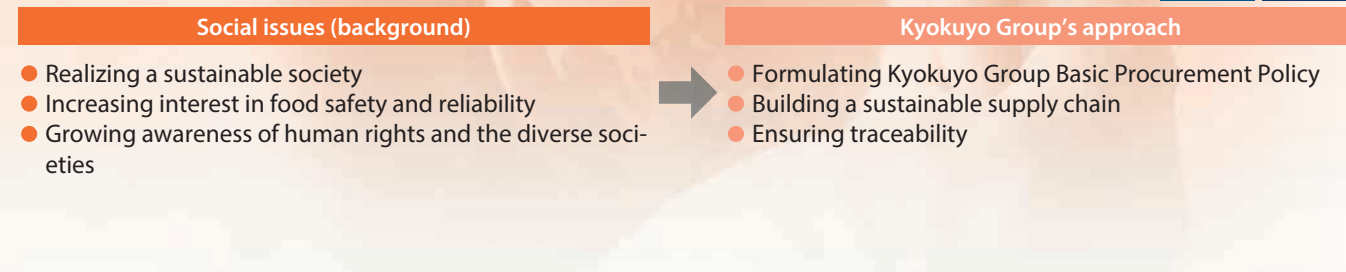 Social issues (background)
● Realizing a sustainable society
● Increasing interest in food safety and reliability
● Growing awareness of human rights and the diverse soci-
eties
Kyokuyo Group's approach
● Formulating Kyokuyo Group Basic Procurement Policy
● Building a sustainable supply chain
● Ensuring traceability